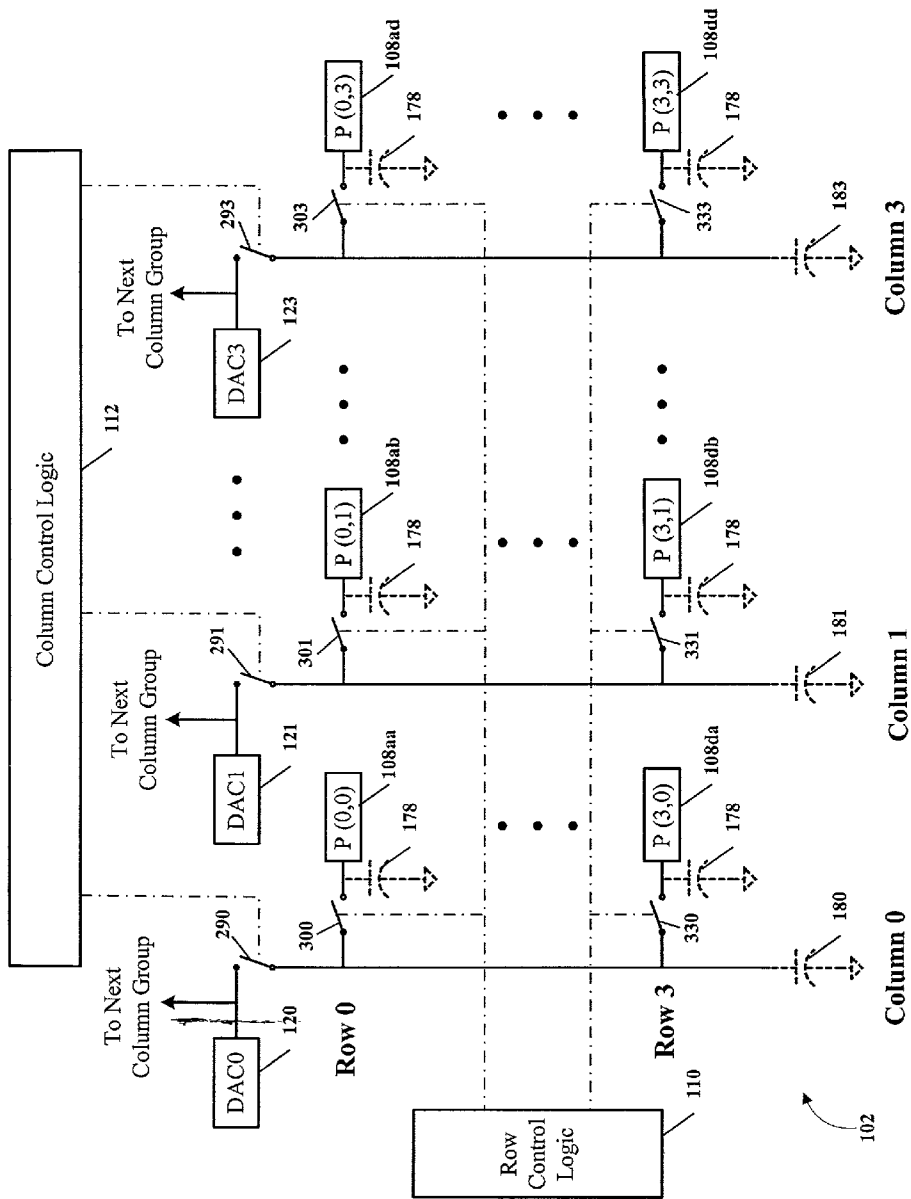 Column Control Logic
112
To Next
Column Group
DAC0
120
290
To Next
Column Group
DAC1
121
291
To Next
Column Group
DAC3
123
293
Row 0
300
P (0,0)
108aa
178
301
P (0,1)
108ab
178
303
P (0,3)
108ad
178
Row
Control
Logic
110
Row 3
330
P (3,0)
108da
178
331
P (3,1)
108db
178
333
P (3,3)
108dd
178
180
181
183
Column 0
Column 1
Column 3
102